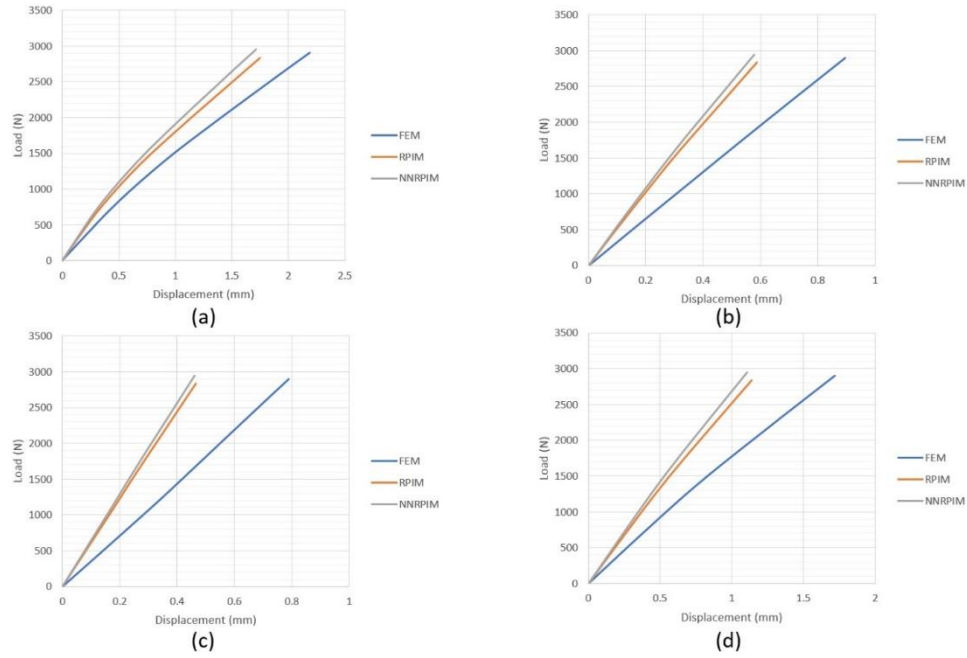 3500
3000
2500
2000
1500
1000
500
0
Load (N)
0 0.5 1 1.5 2 2.5
Displacement (mm)
FEM
RPIM
NNRPIM
(a)
3500
3000
2500
2000
1500
1000
500
0
Load (N)
0 0.2 0.4 0.6 0.8 1
Displacement (mm)
FEM
RPIM
NNRPIM
(b)
3500
3000
2500
2000
1500
1000
500
0
Load (N)
0 0.2 0.4 0.6 0.8 1
Displacement (mm)
FEM
RPIM
NNRPIM
(c)
3500
3000
2500
2000
1500
1000
500
0
Load (N)
0 0.5 1 1.5 2
Displacement (mm)
FEM
RPIM
NNRPIM
(d)